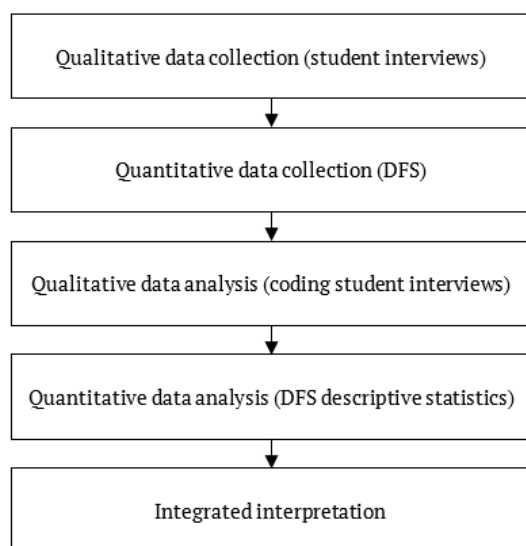 Qualitative data collection (student interviews)
Quantitative data collection (DFS)
Qualitative data analysis (coding student interviews)
Quantitative data analysis (DFS descriptive statistics)
Integrated interpretation